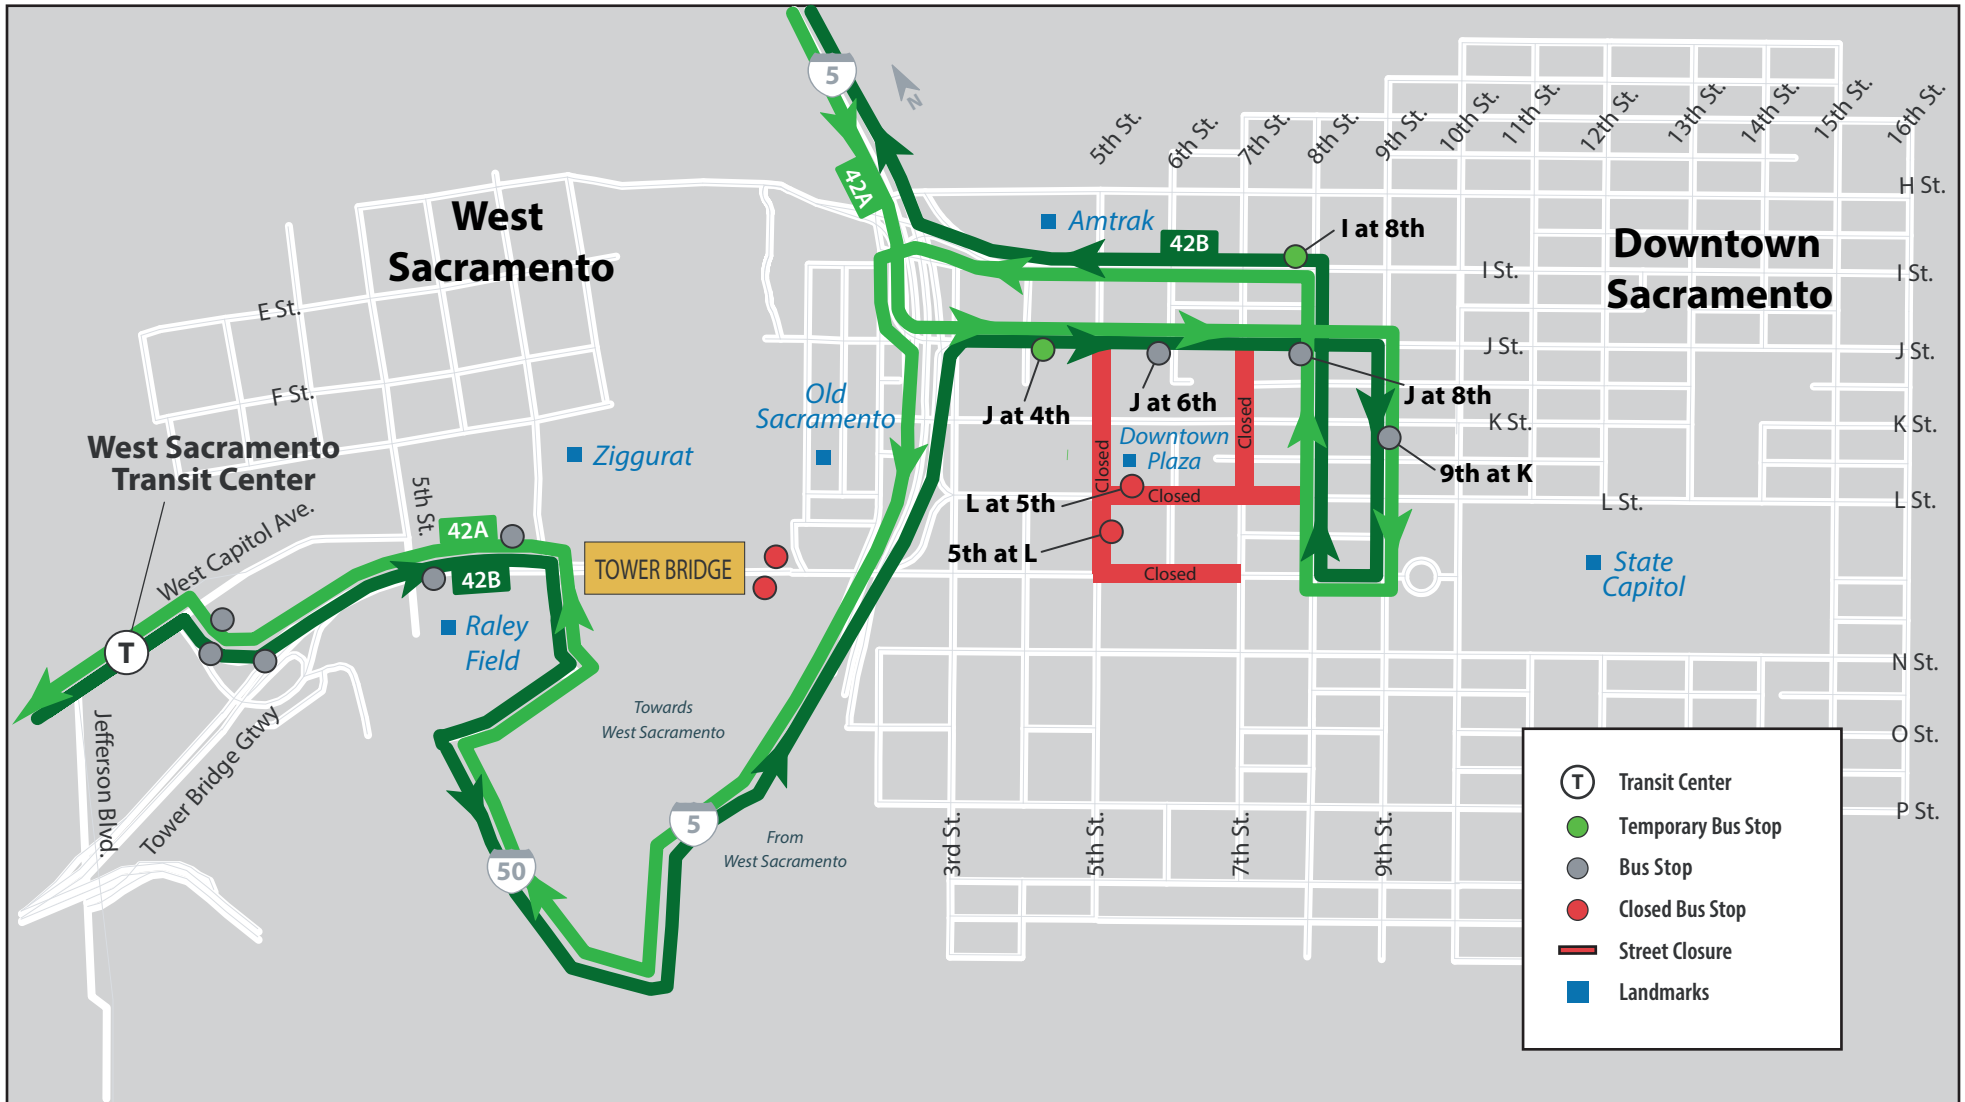 5
N
42A
5th St.
6th St.
7th St.
8th St.
9th St.
10th St.
11th St.
12th St.
13th St.
14th St.
15th St.
16th St.
H St.
West
Sacramento
Amtrak
42B
I at 8th
Downtown
Sacramento
I St.
I St.
E St.
J St.
J St.
F St.
Old
Sacramento
J at 4th
J at 6th
J at 8th
Closed
K St.
K St.
West Sacramento
Transit Center
Ziggurat
Downtown
Plaza
Closed
9th at K
5th St.
L at 5th
Closed
L St.
L St.
West Capitol Ave.
42A
5th at L
TOWER BRIDGE
Closed
State
Capitol
42B
Raley
Field
T
N St.
Towards
West Sacramento
Jefferson Blvd.
Tower Bridge Gtwy
O St.
5
From
West Sacramento
3rd St.
5th St.
7th St.
9th St.
P St.
50
T
Transit Center
Temporary Bus Stop
Bus Stop
Closed Bus Stop
Street Closure
Landmarks